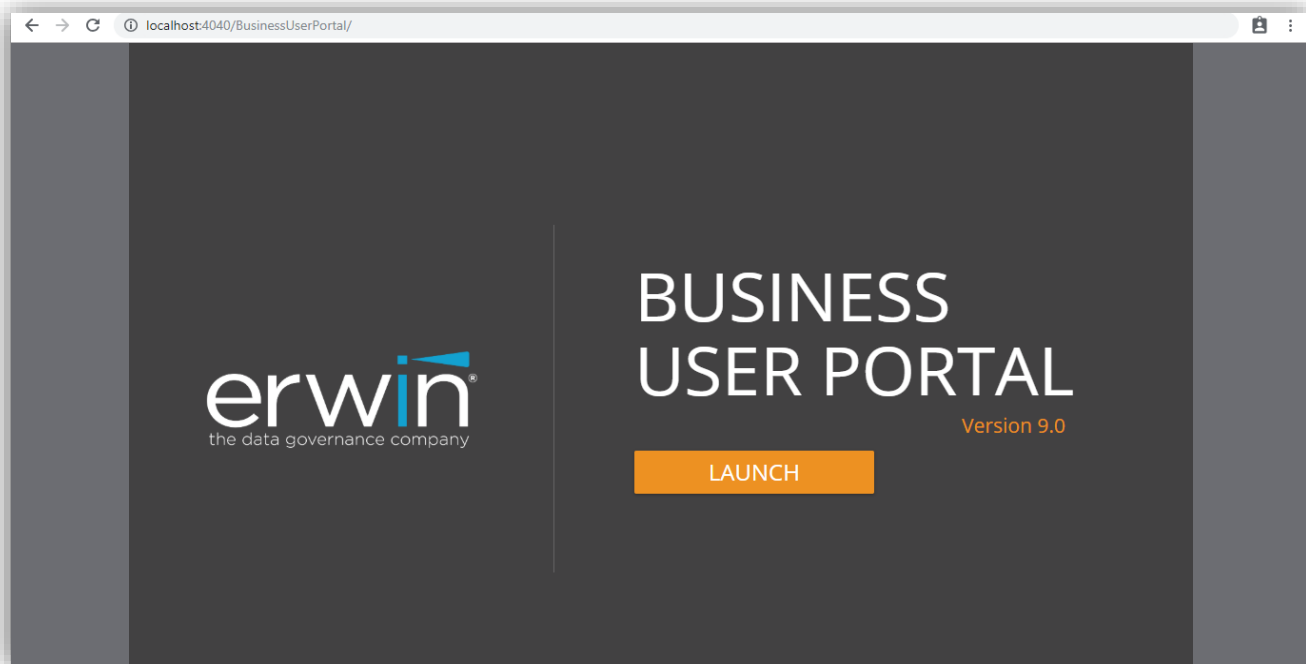 localhost:4040/BusinessUserPortal/
BUSINESS
USER PORTAL
Version 9.0
LAUNCH
erwin®
the data governance company